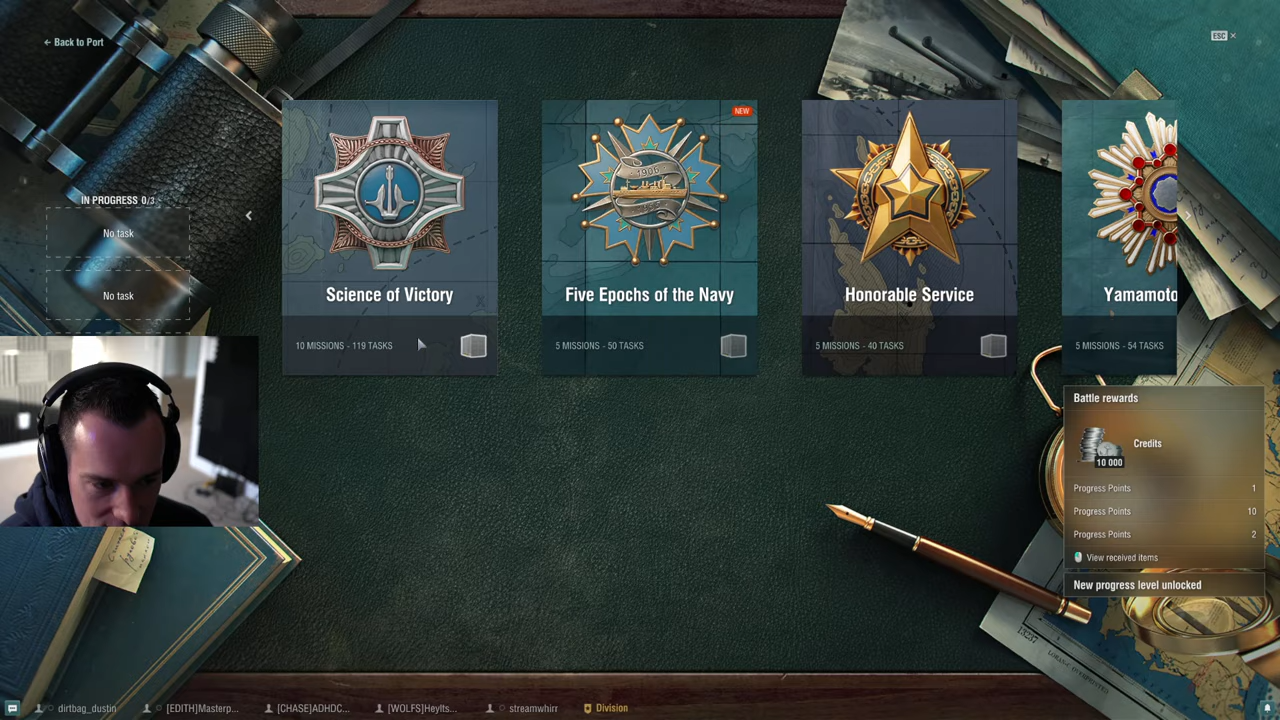 ← Back to Port
ESC ×
IN PROGRESS 0/3
No task
No task
Science of Victory
10 MISSIONS - 119 TASKS
NEW
1906
Five Epochs of the Navy
5 MISSIONS - 50 TASKS
Honorable Service
5 MISSIONS - 40 TASKS
Yamamoto
5 MISSIONS - 54 TASKS
Battle rewards
10 000
Credits
Progress Points 1
Progress Points 10
Progress Points 2
View received items
New progress level unlocked
13237
dirtbag_dustin
[EDITH]Masterp...
[CHASE]ADHDC...
[WOLFS]HeyIts...
streamwhirr
Division